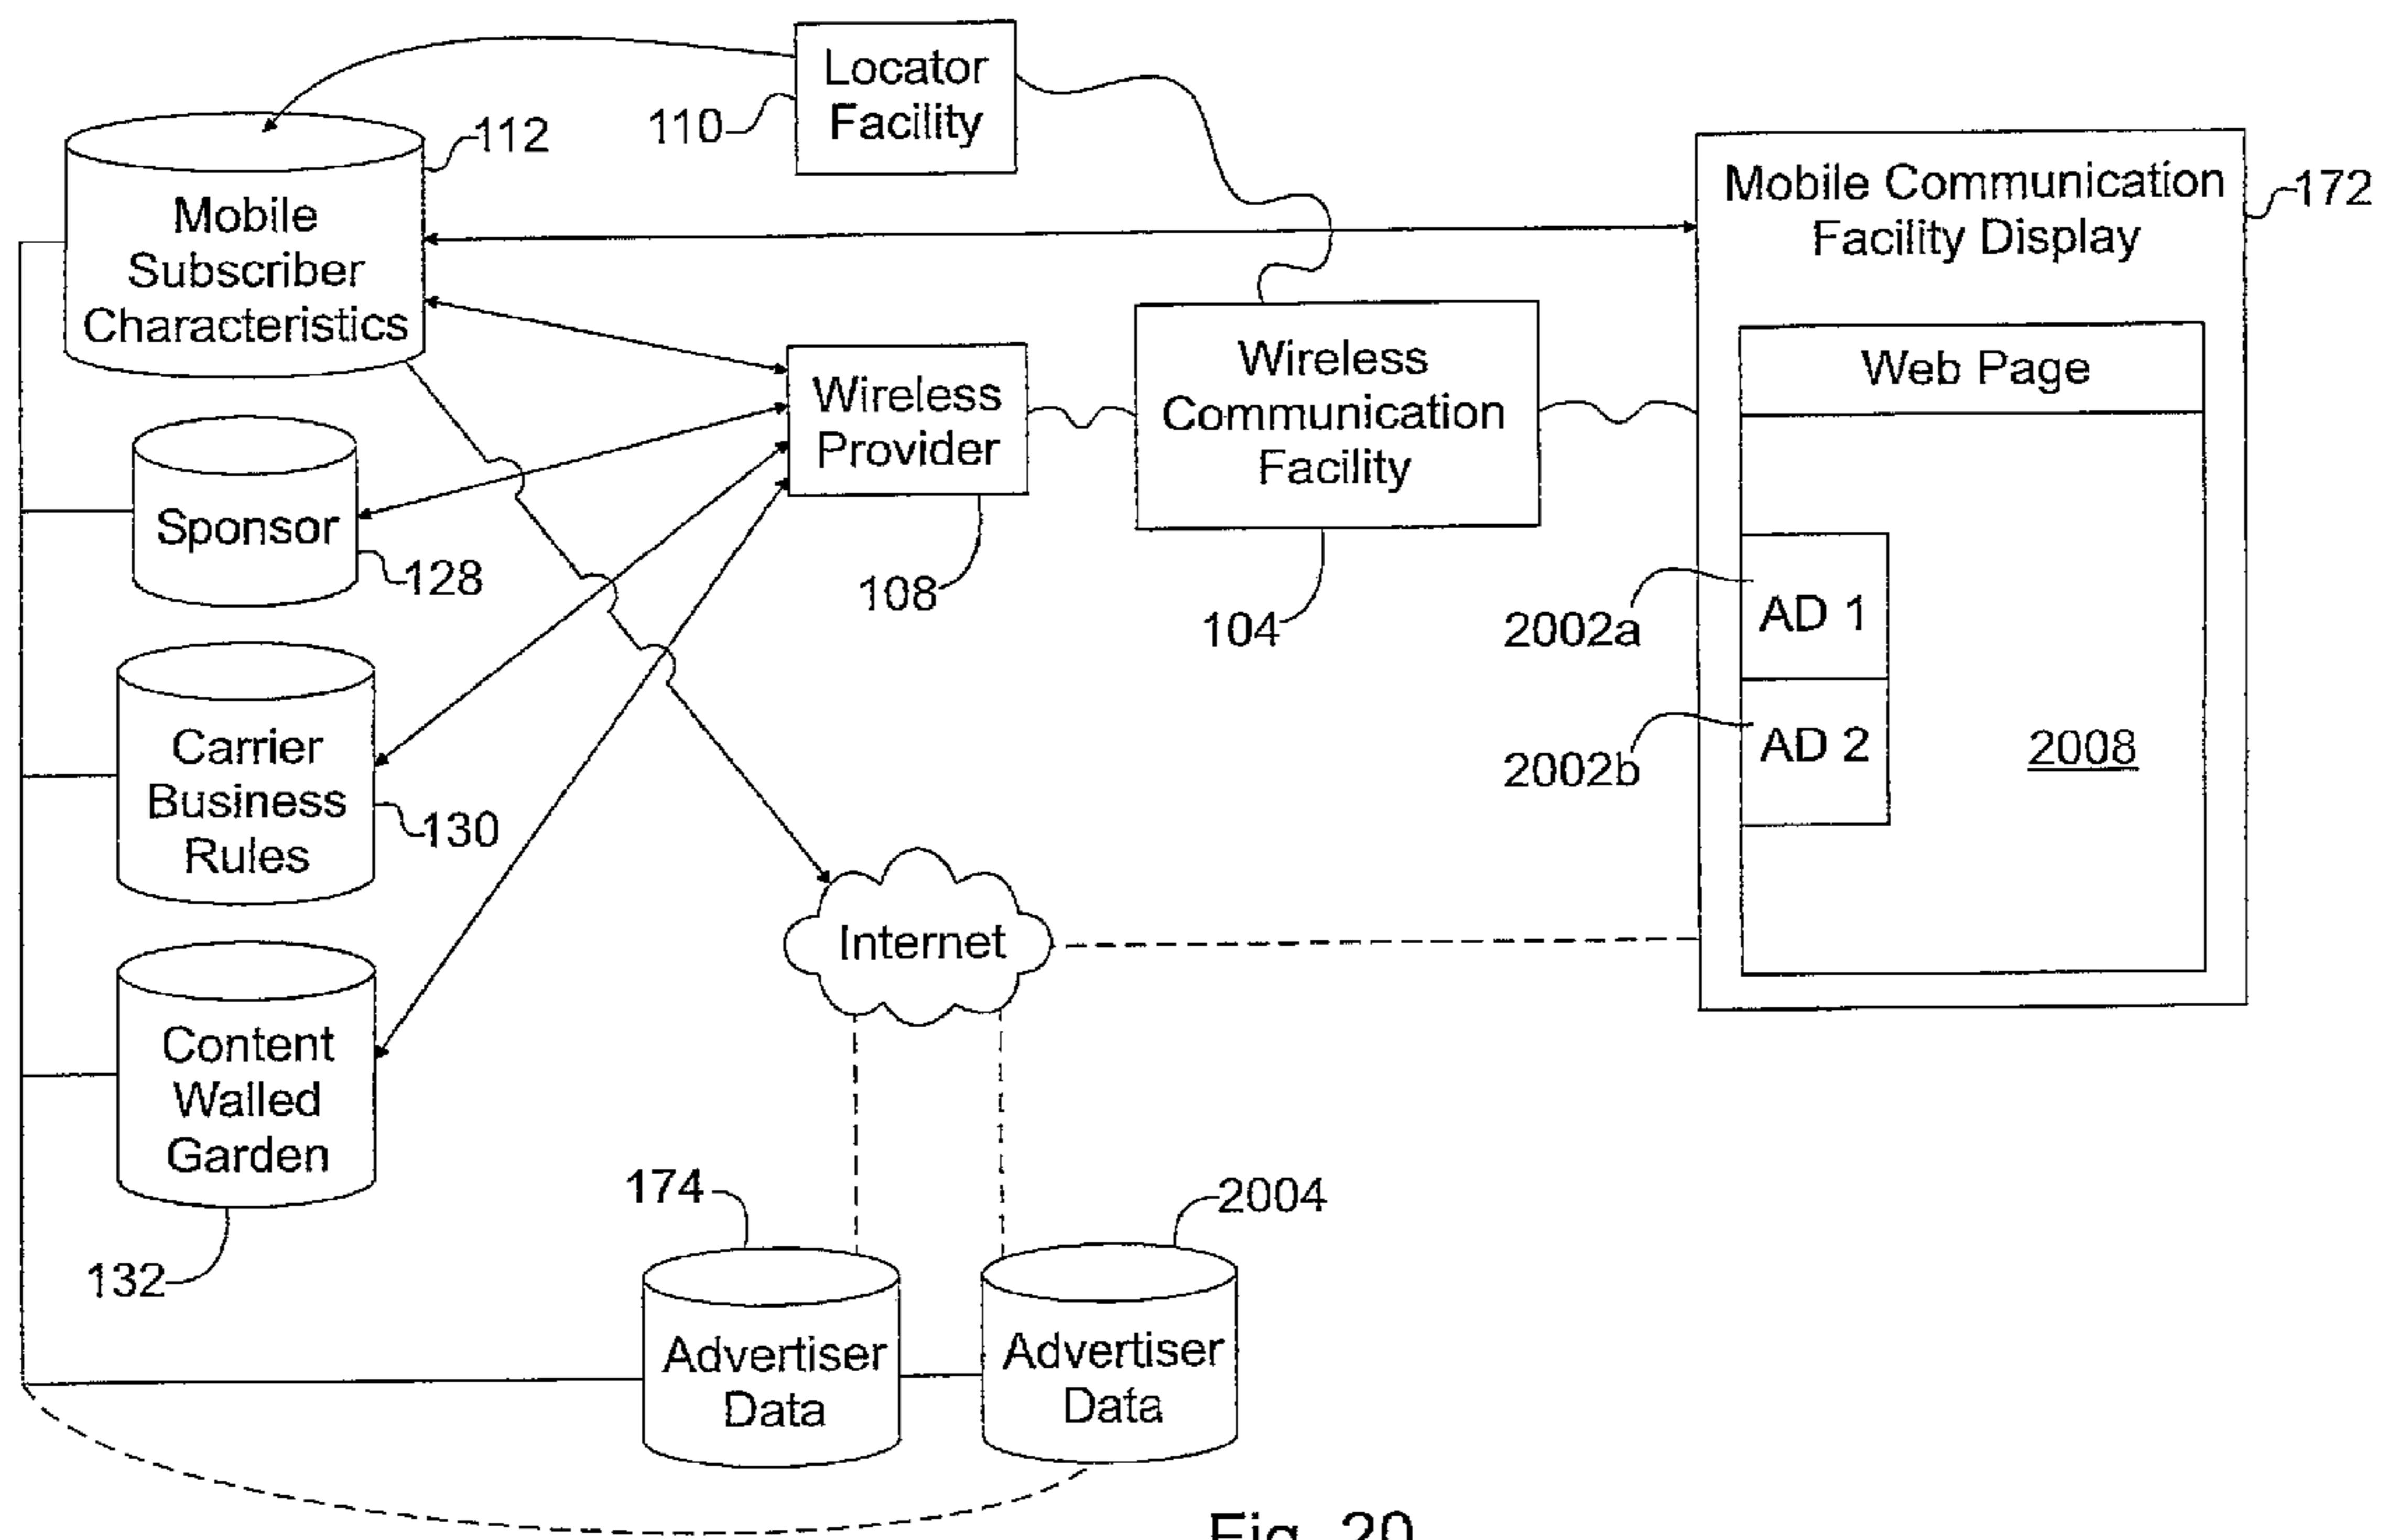 Locator
Facility
110
112
Mobile
Subscriber
Characteristics
Mobile Communication
Facility Display
172
Web Page
Wireless
Provider
108
Wireless
Communication
Facility
104
Sponsor
128
2002a
AD 1
2002b
AD 2
2008
Carrier
Business
Rules
130
Internet
Content
Walled
Garden
132
174
Advertiser
Data
2004
Advertiser
Data
Fig. 20